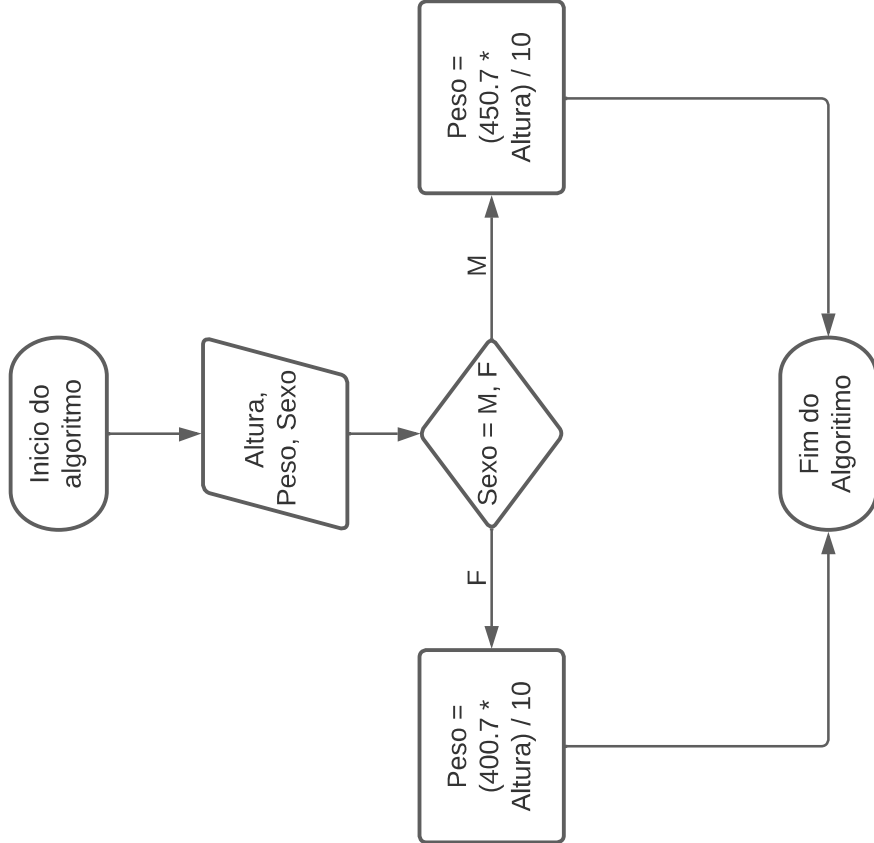 Inicio do
algoritmo
Altura,
Peso, Sexo
Sexo = M, F
F
M
Peso =
(400.7 *
Altura) / 10
Peso =
(450.7 *
Altura) / 10
Fim do
Algoritimo